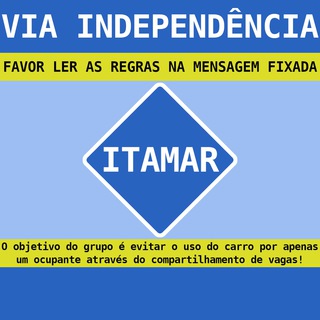 VIA INDEPENDÊNCIA
FAVOR LER AS REGRAS NA MENSAGEM FIXADA
ITAMAR
O objetivo do grupo é evitar o uso do carro por apenas
um ocupante através do compartilhamento de vagas!